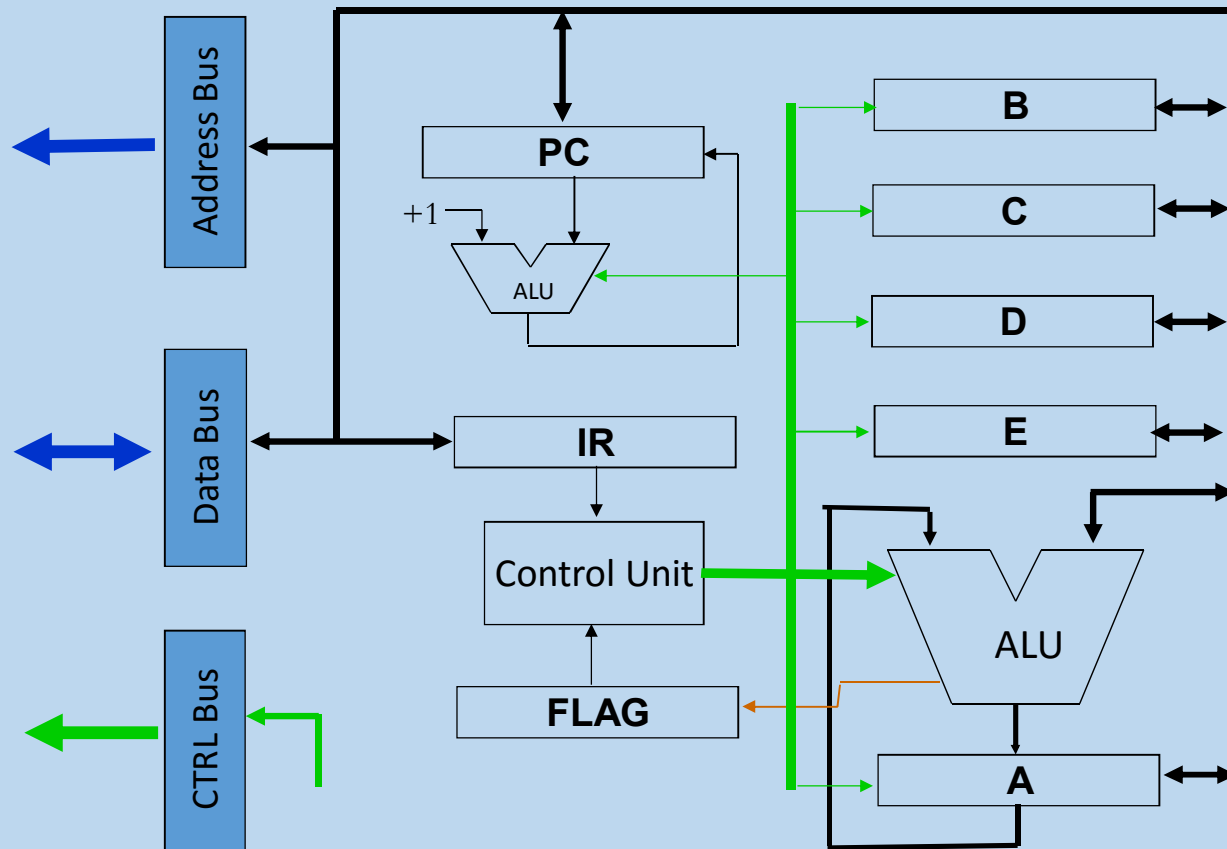 Address Bus
PC
+1
ALU
B
C
D
E
Data Bus
IR
Control Unit
ALU
CTRL Bus
FLAG
A